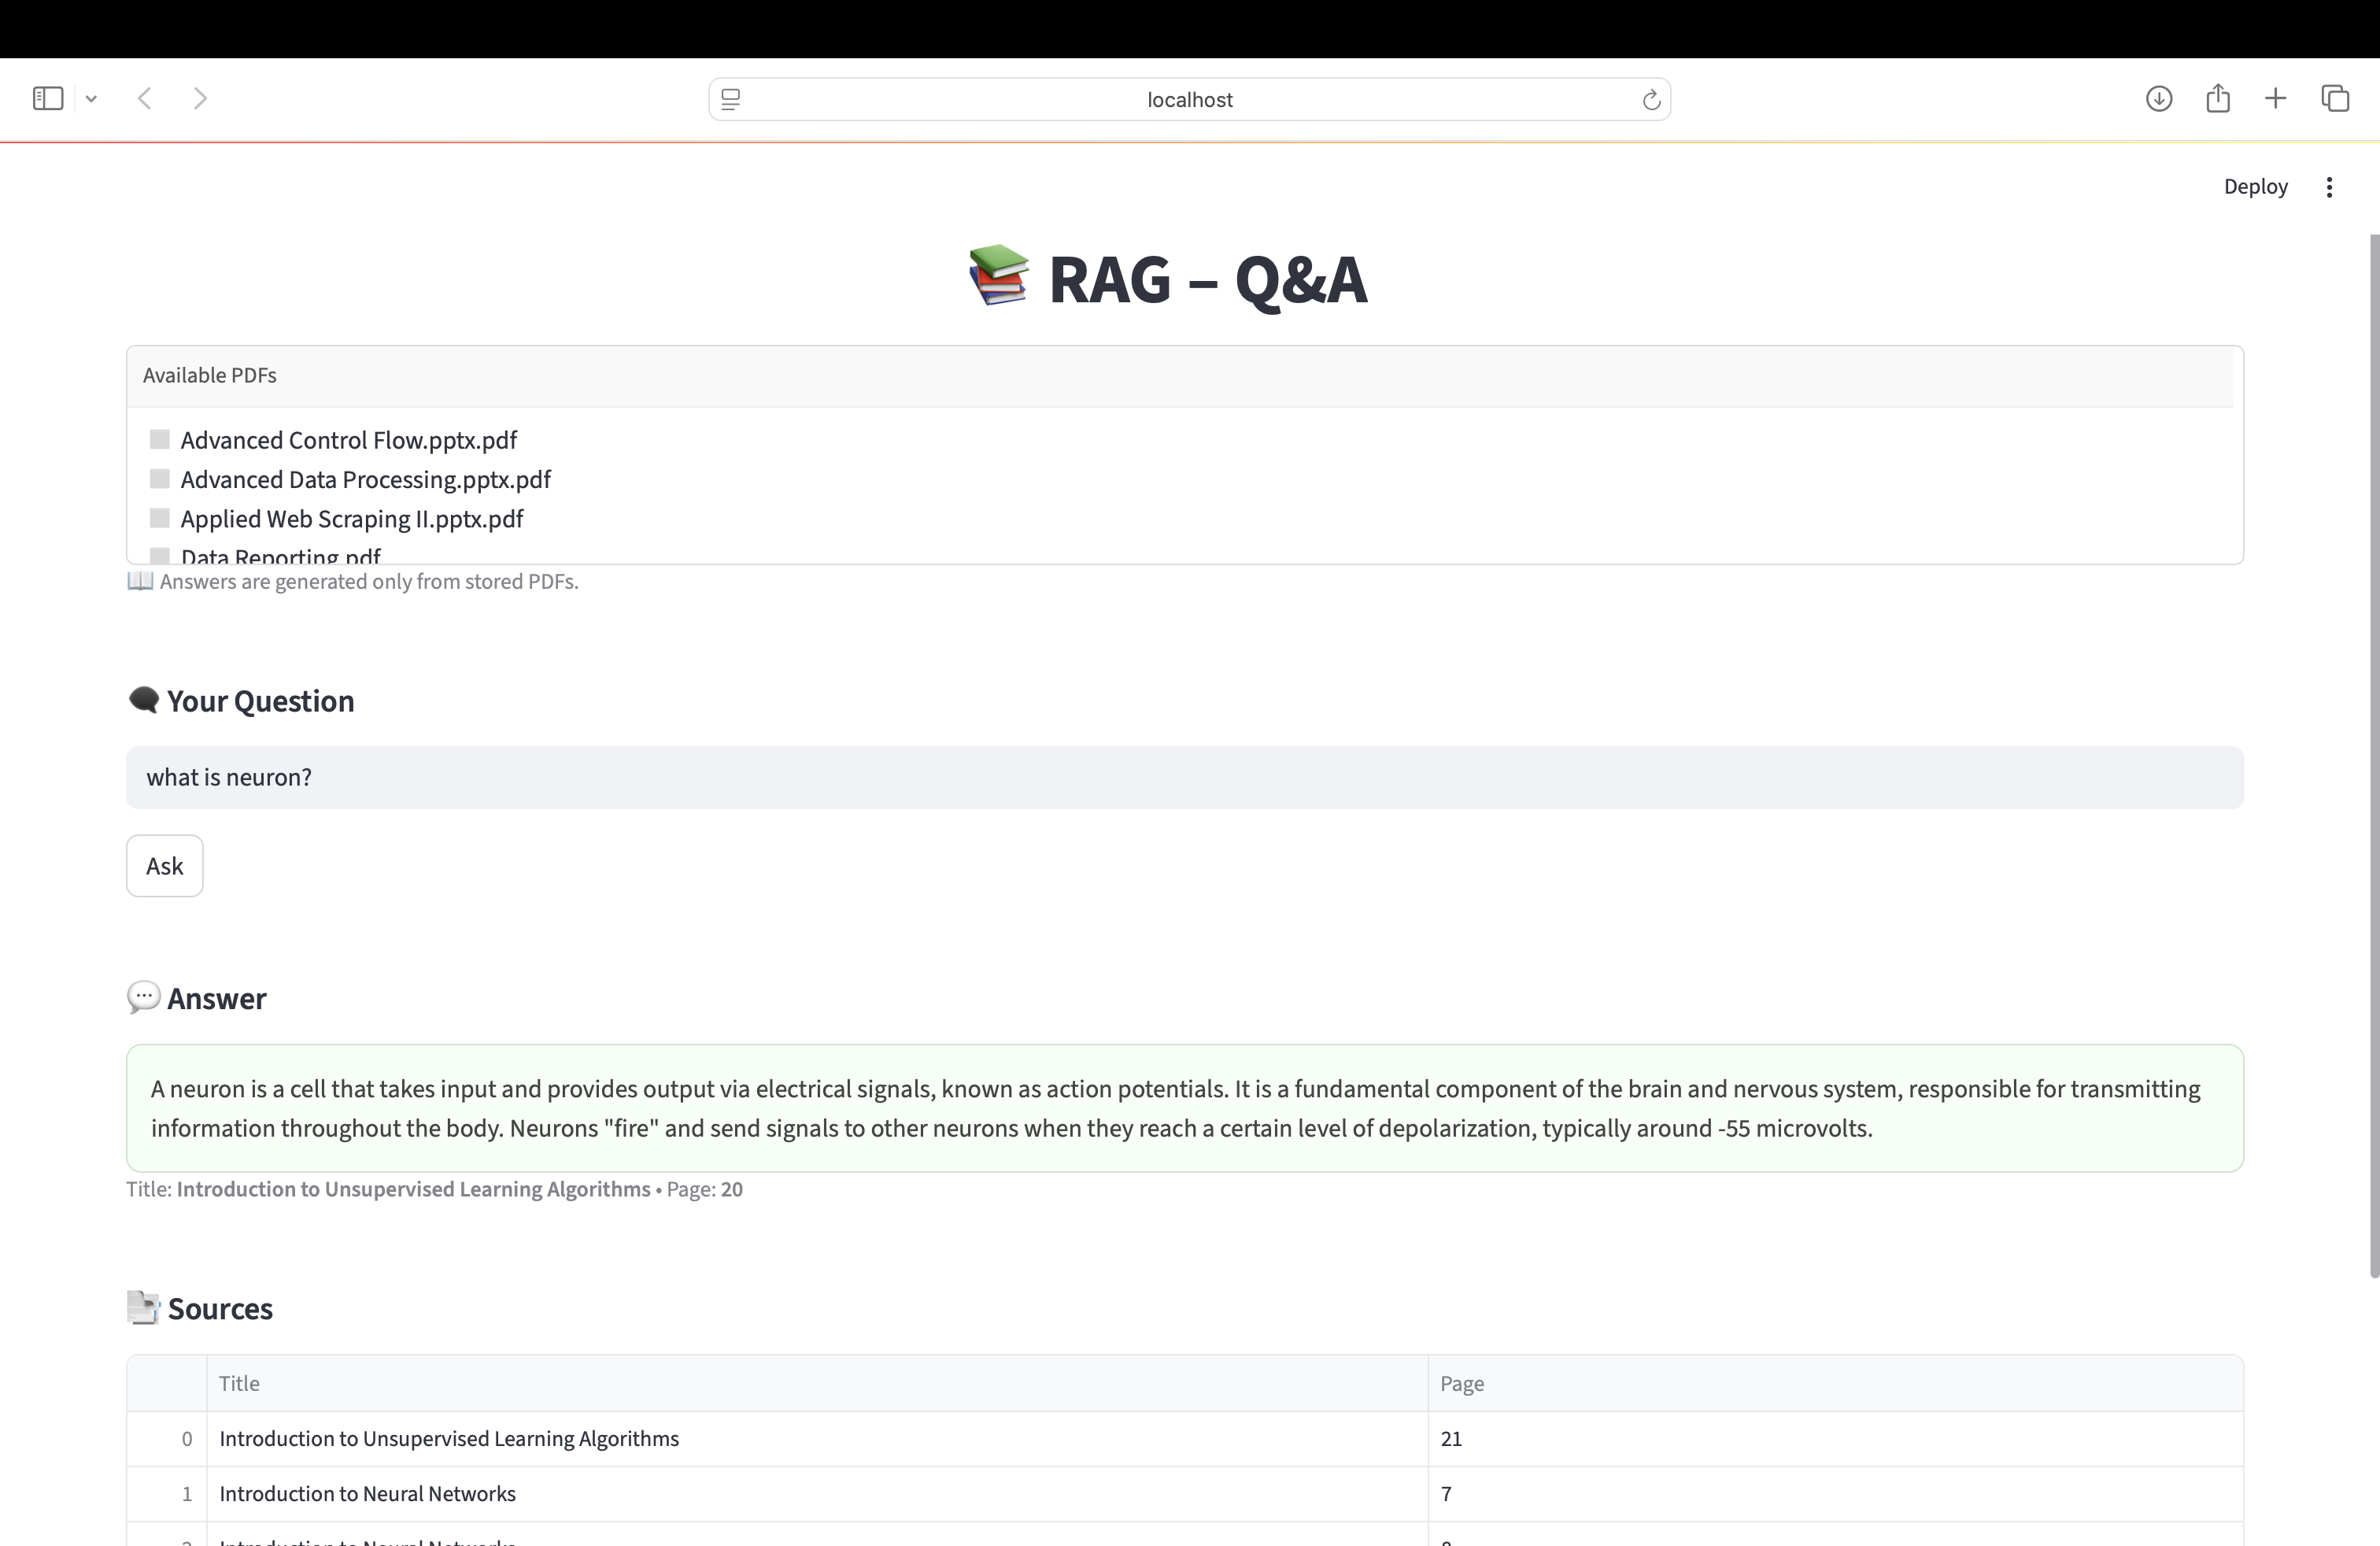 localhost
Deploy
RAG – Q&A
Available PDFs
Advanced Control Flow.pptx.pdf
Advanced Data Processing.pptx.pdf
Applied Web Scraping II.pptx.pdf
Data Reporting.pdf
Answers are generated only from stored PDFs.
Your Question
what is neuron?
Ask
Answer
A neuron is a cell that takes input and provides output via electrical signals, known as action potentials. It is a fundamental component of the brain and nervous system, responsible for transmitting
information throughout the body. Neurons "fire" and send signals to other neurons when they reach a certain level of depolarization, typically around -55 microvolts.
Title: Introduction to Unsupervised Learning Algorithms • Page: 20
Sources
Title Page
0 Introduction to Unsupervised Learning Algorithms 21
1 Introduction to Neural Networks 7
Introduction to Neural Networks